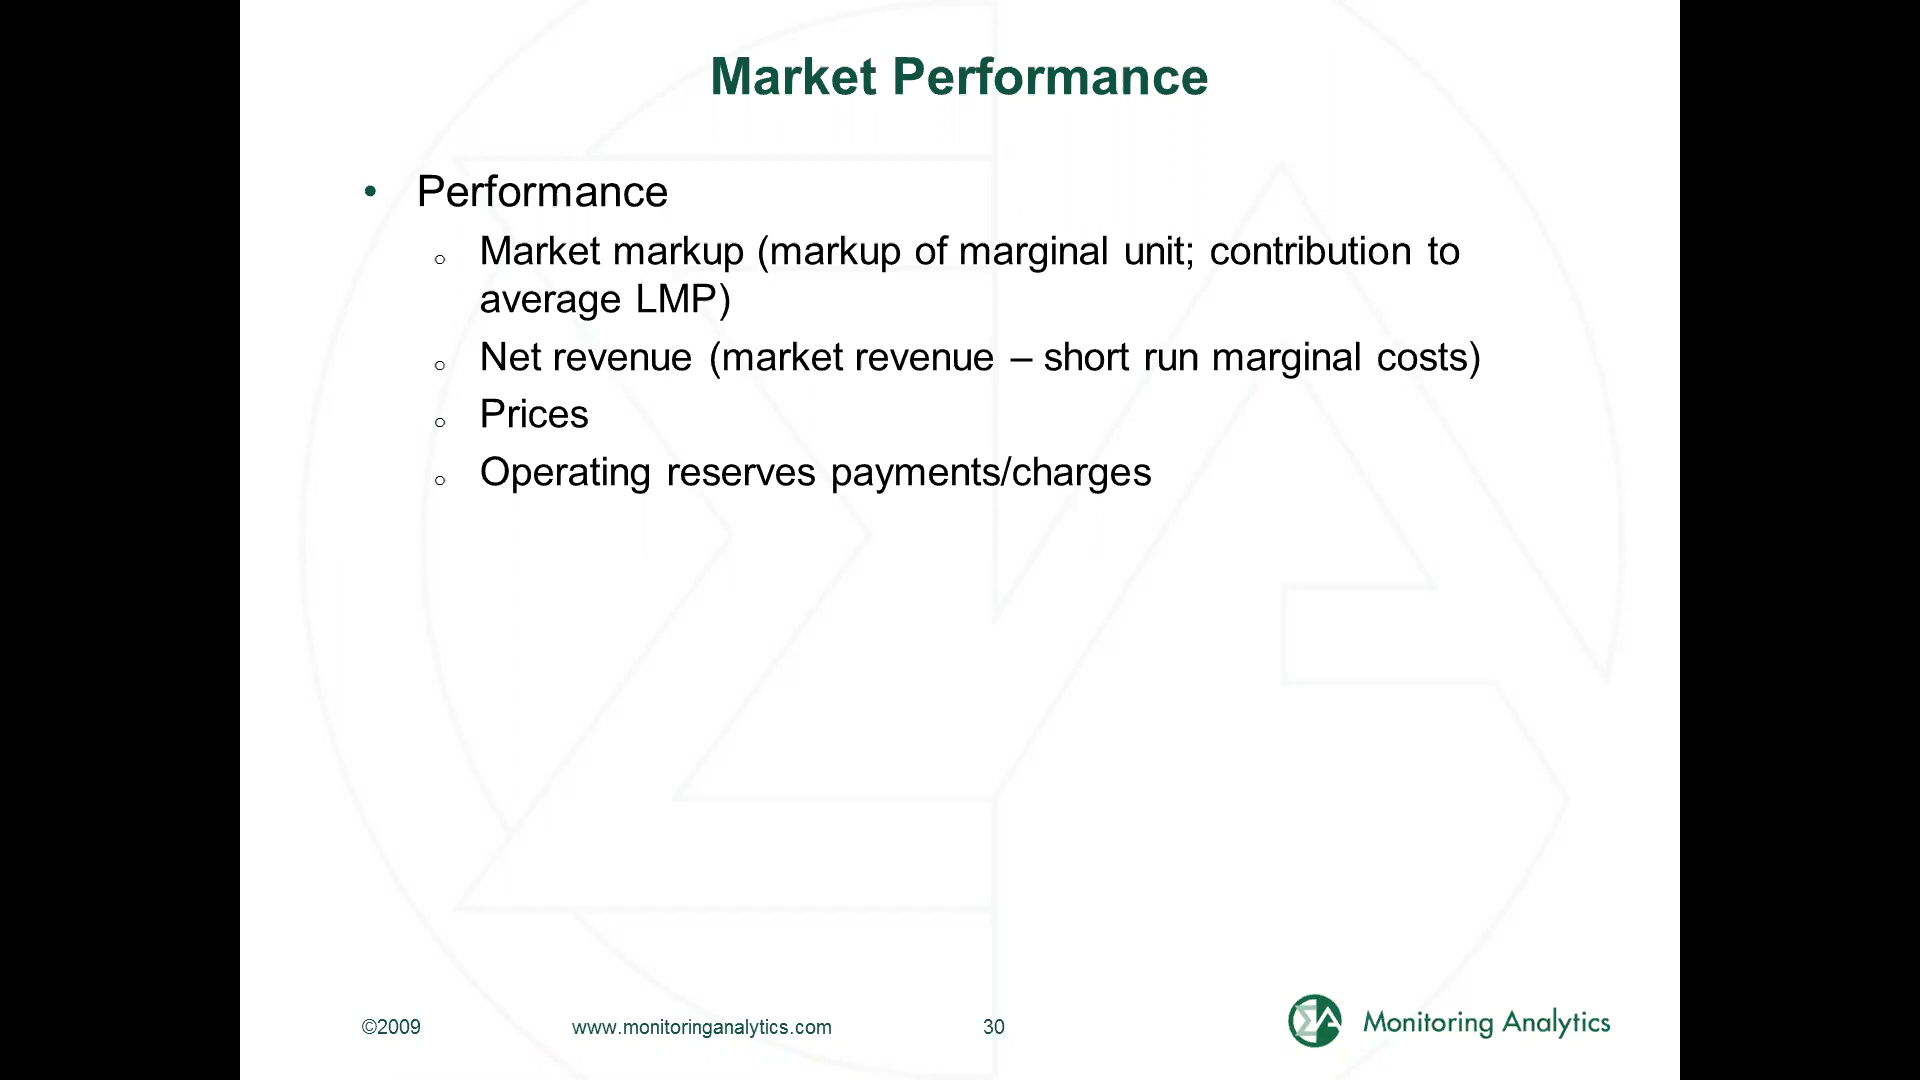 Market Performance
• Performance
o Market markup (markup of marginal unit; contribution to
average LMP)
o Net revenue (market revenue – short run marginal costs)
o Prices
o Operating reserves payments/charges
©2009 www.monitoringanalytics.com 30 Monitoring Analytics